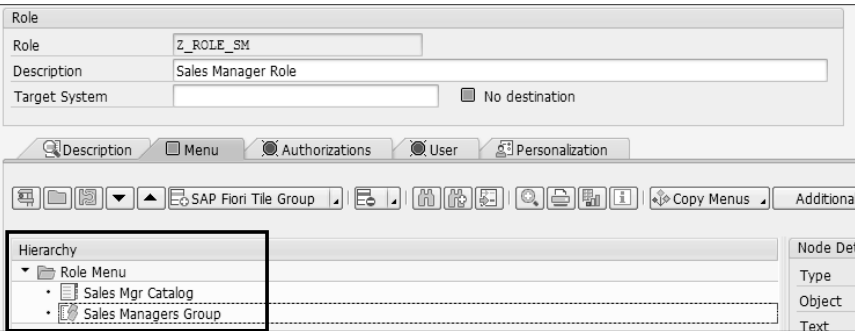 Role
Role Z_ROLE_SM
Description Sales Manager Role
Target System No destination
Description Menu Authorizations User Personalization
SAP Fiori Tile Group Copy Menus Additiona
Hierarchy Node Det
Role Menu Type
Sales Mgr Catalog Object
Sales Managers Group Text